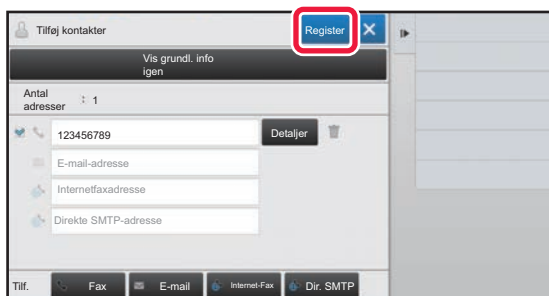 Tilføj kontakter
Register
Vis grundl. info
igen
Antal
adresser : 1
123456789
Detaljer
E-mail-adresse
Internetfaxadresse
Direkte SMTP-adresse
Tilf.
Fax
E-mail
Internet-Fax
Dir. SMTP